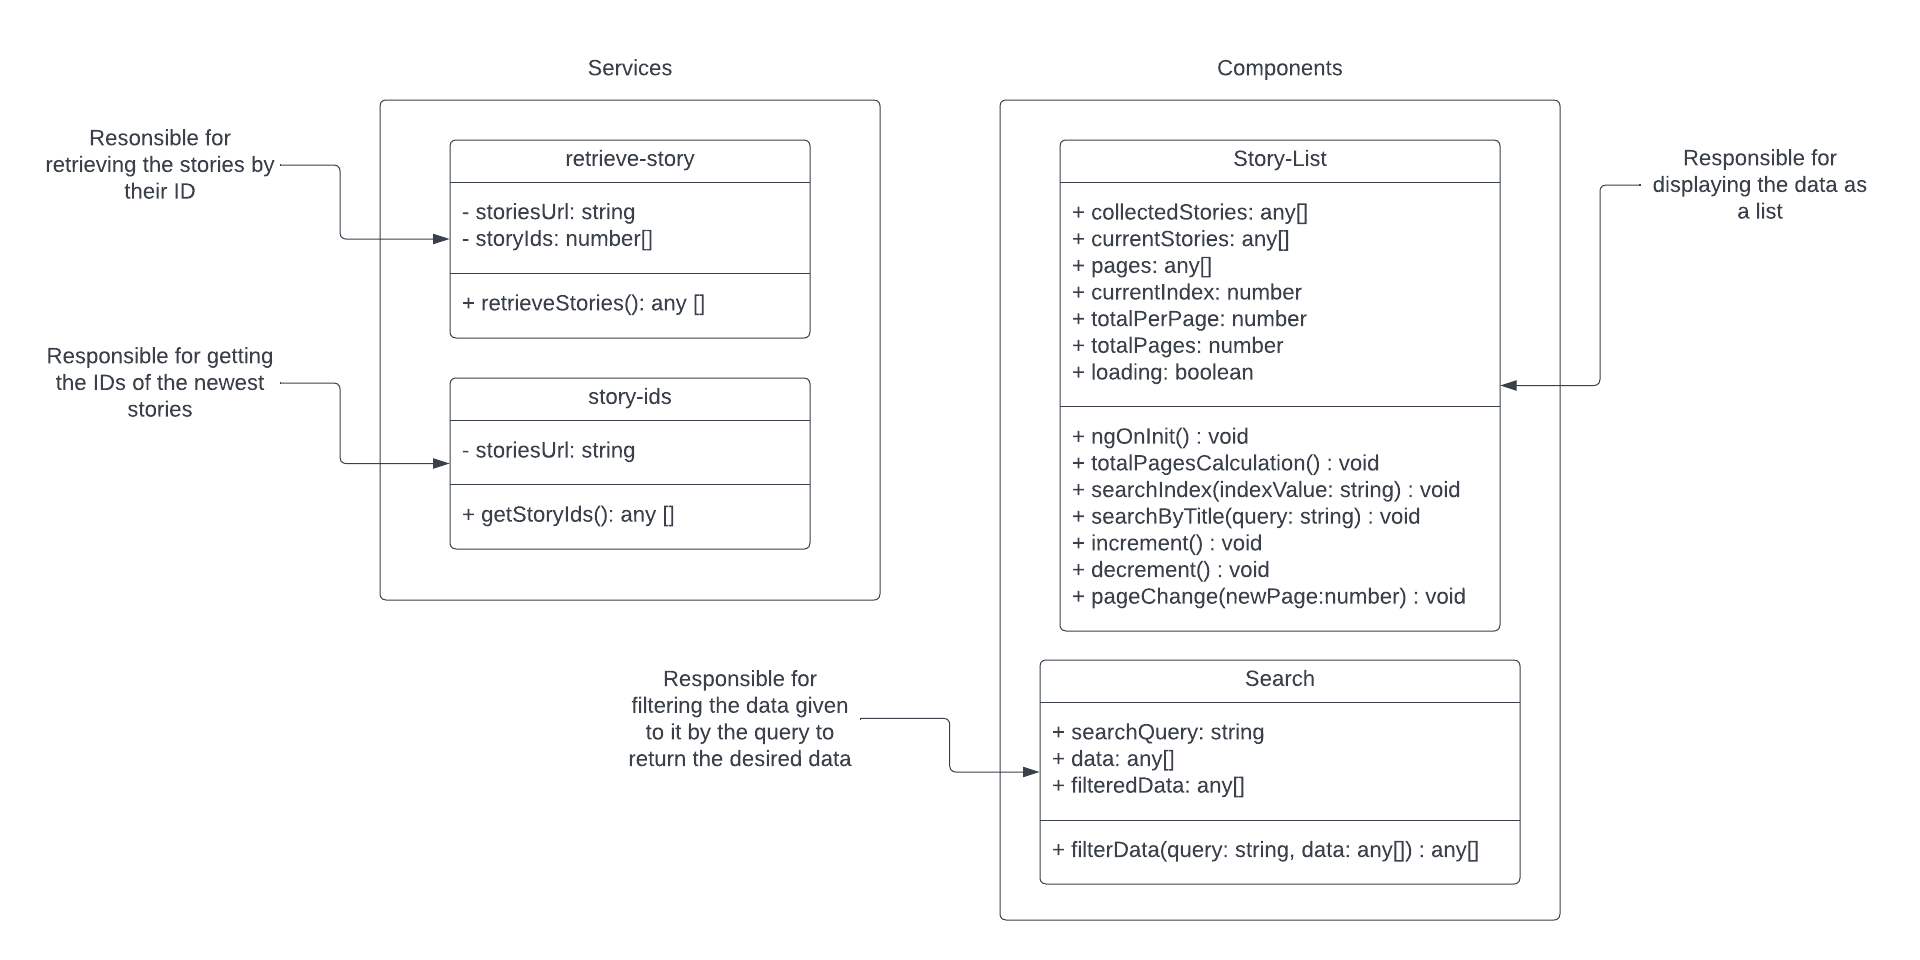 Services
Resonsible for
retrieving the stories by
their ID
retrieve-story
- storiesUrl: string
- storyIds: number[]
+ retrieveStories(): any []
Responsible for getting
the IDs of the newest
stories
story-ids
- storiesUrl: string
+ getStoryIds(): any []
Components
Story-List
+ collectedStories: any[]
+ currentStories: any[]
+ pages: any[]
+ currentIndex: number
+ totalPerPage: number
+ totalPages: number
+ loading: boolean
+ ngOnInit() : void
+ totalPagesCalculation() : void
+ searchIndex(indexValue: string) : void
+ searchByTitle(query: string) : void
+ increment() : void
+ decrement() : void
+ pageChange(newPage:number) : void
Responsible for
displaying the data as
a list
Responsible for
filtering the data given
to it by the query to
return the desired data
Search
+ searchQuery: string
+ data: any[]
+ filteredData: any[]
+ filterData(query: string, data: any[]) : any[]